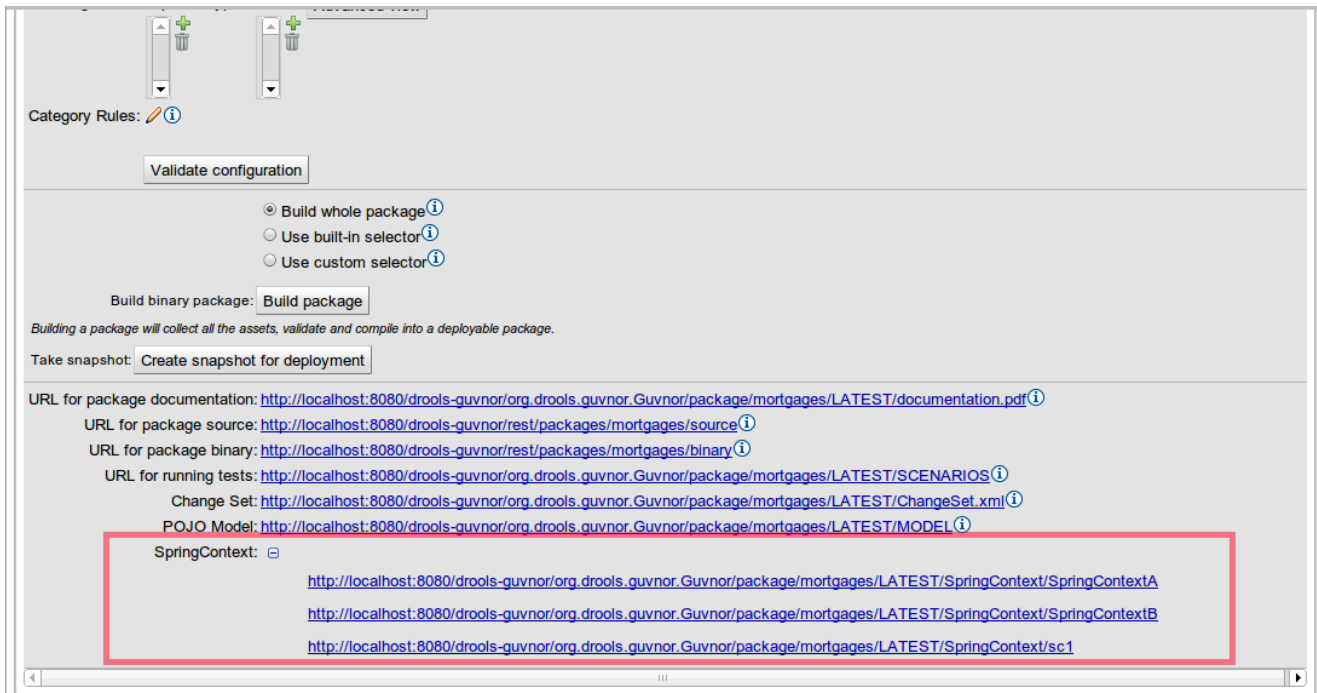 Category Rules:
Validate configuration
Build whole package
Use built-in selector
Use custom selector
Build binary package: Build package
Building a package will collect all the assets, validate and compile into a deployable package.
Take snapshot: Create snapshot for deployment
URL for package documentation: http://localhost:8080/drools-guvnor/org.drools.guvnor.Guvnor/package/mortgages/LATEST/documentation.pdf
URL for package source: http://localhost:8080/drools-guvnor/rest/packages/mortgages/source
URL for package binary: http://localhost:8080/drools-guvnor/rest/packages/mortgages/binary
URL for running tests: http://localhost:8080/drools-guvnor/org.drools.guvnor.Guvnor/package/mortgages/LATEST/SCENARIOS
Change Set: http://localhost:8080/drools-guvnor/org.drools.guvnor.Guvnor/package/mortgages/LATEST/ChangeSet.xml
POJO Model: http://localhost:8080/drools-guvnor/org.drools.guvnor.Guvnor/package/mortgages/LATEST/MODEL
SpringContext:
http://localhost:8080/drools-guvnor/org.drools.guvnor.Guvnor/package/mortgages/LATEST/SpringContext/SpringContextA
http://localhost:8080/drools-guvnor/org.drools.guvnor.Guvnor/package/mortgages/LATEST/SpringContext/SpringContextB
http://localhost:8080/drools-guvnor/org.drools.guvnor.Guvnor/package/mortgages/LATEST/SpringContext/sc1